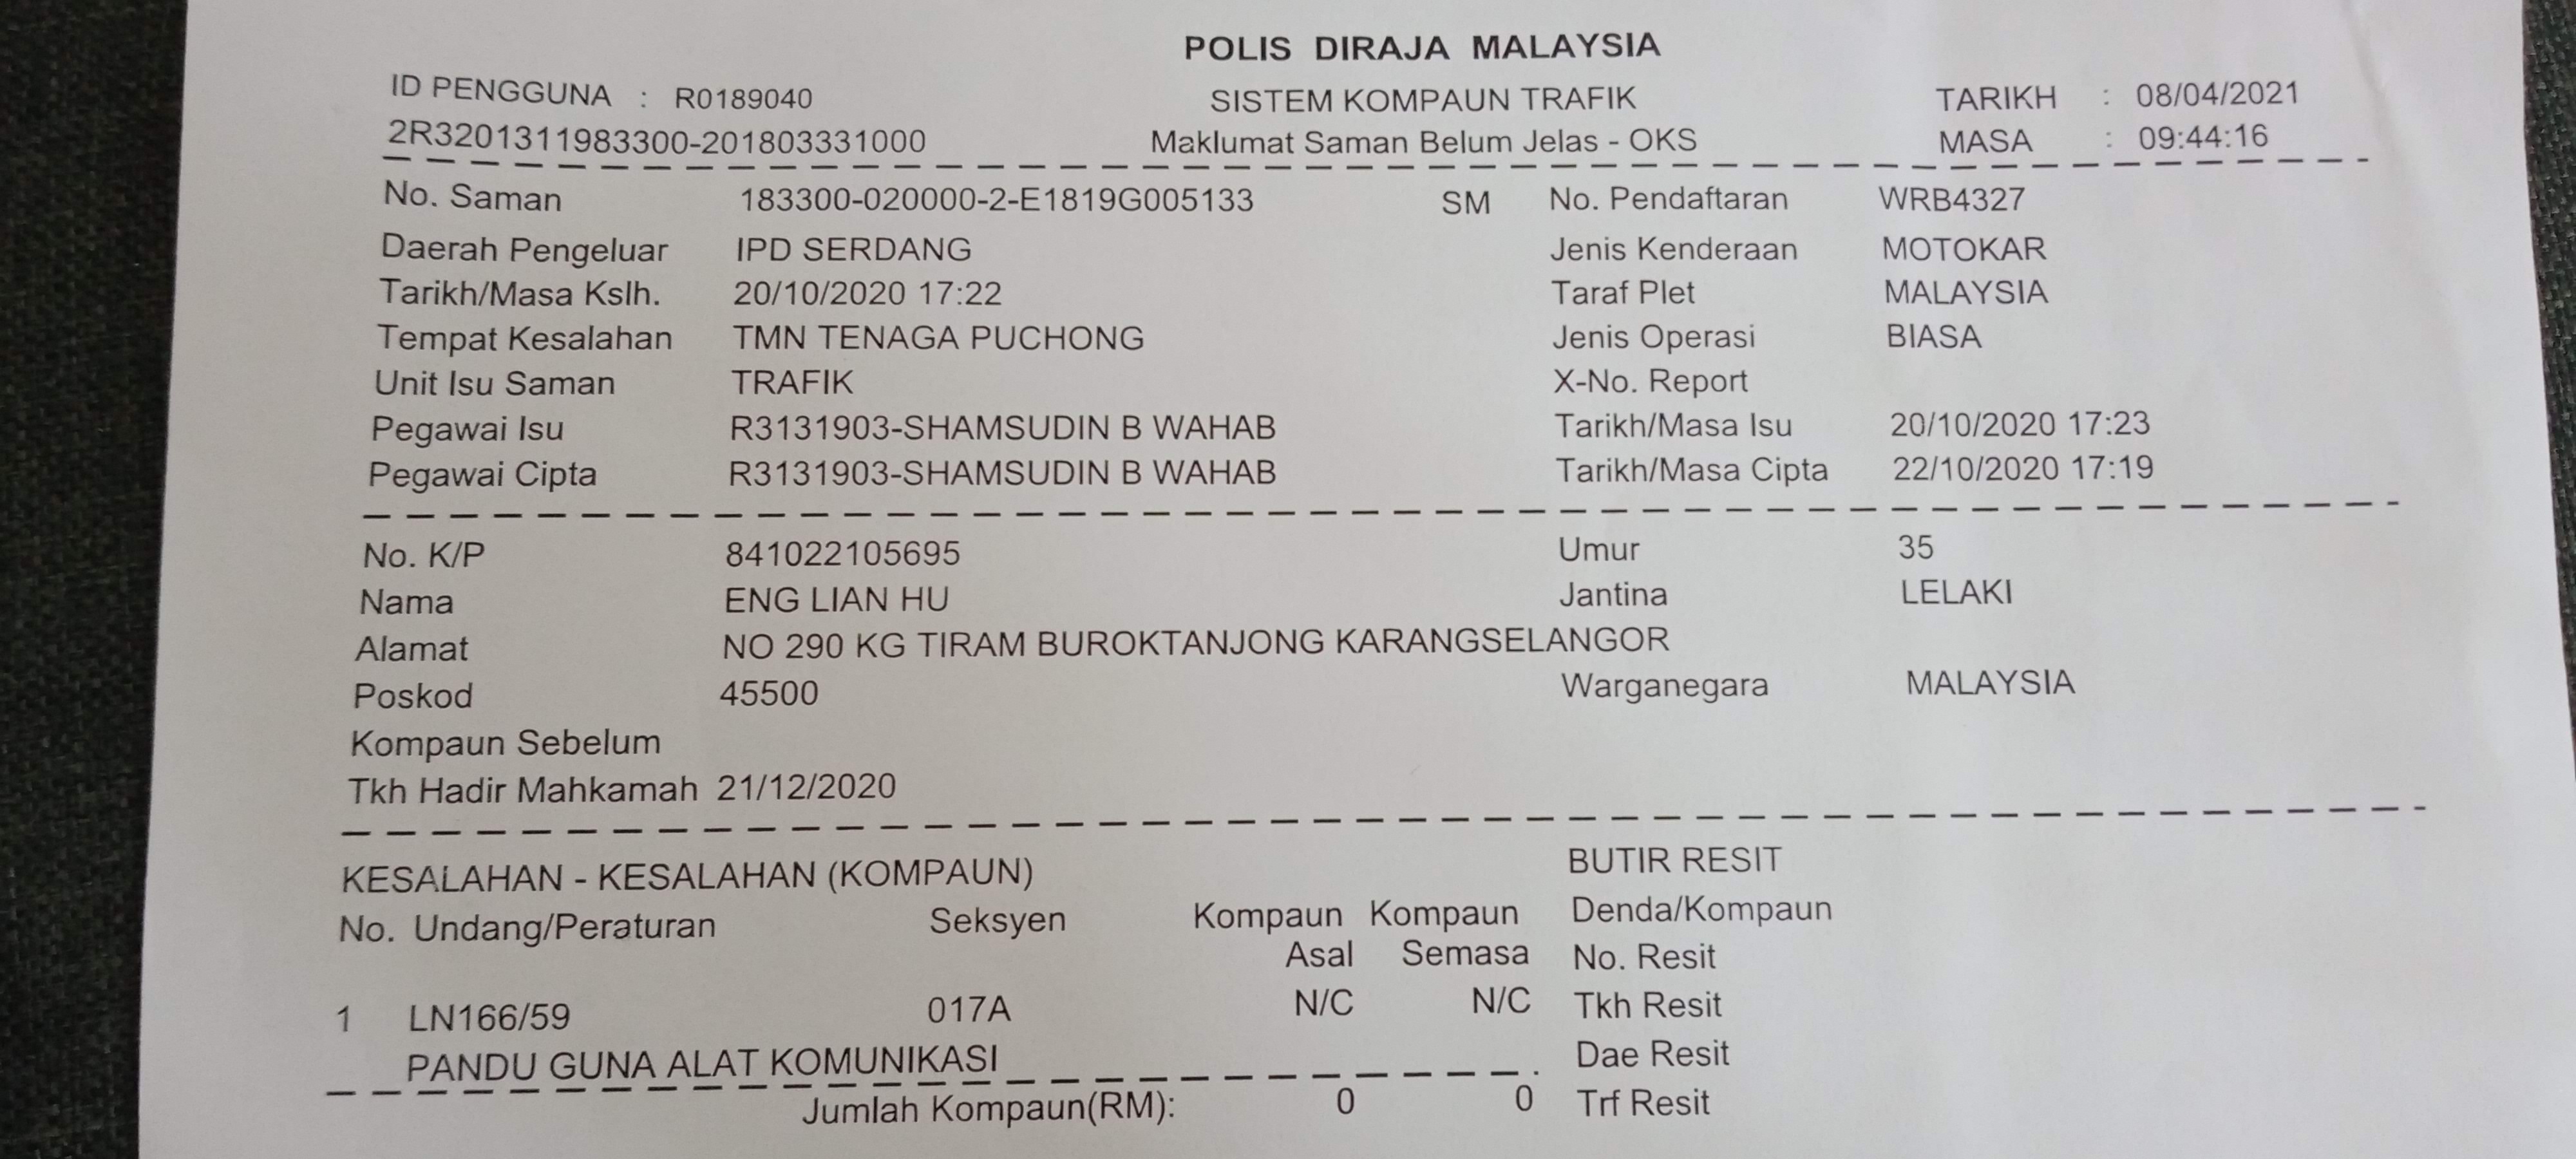 POLIS DIRAJA MALAYSIA
ID PENGGUNA : R0189040 SISTEM KOMPAUN TRAFIK TARIKH : 08/04/2021
2R3201311983300-201803331000 Maklumat Saman Belum Jelas - OKS MASA : 09:44:16
No. Saman 183300-020000-2-E1819G005133 SM No. Pendaftaran WRB4327
Daerah Pengeluar IPD SERDANG Jenis Kenderaan MOTOKAR
Tarikh/Masa Kslh. 20/10/2020 17:22 Taraf Plet MALAYSIA
Tempat Kesalahan TMN TENAGA PUCHONG Jenis Operasi BIASA
Unit Isu Saman TRAFIK X-No. Report
Pegawai Isu R3131903-SHAMSUDIN B WAHAB Tarikh/Masa Isu 20/10/2020 17:23
Pegawai Cipta R3131903-SHAMSUDIN B WAHAB Tarikh/Masa Cipta 22/10/2020 17:19
No. K/P 841022105695 Umur 35
Nama ENG LIAN HU Jantina LELAKI
Alamat NO 290 KG TIRAM BUROKTANJONG KARANGSELANGOR
Poskod 45500 Warganegara MALAYSIA
Kompaun Sebelum
Tkh Hadir Mahkamah 21/12/2020
KESALAHAN - KESALAHAN (KOMPAUN) BUTIR RESIT
No. Undang/Peraturan Seksyen Kompaun Kompaun Denda/Kompaun
Asal Semasa No. Resit
1 LN166/59 017A N/C N/C Tkh Resit
PANDU GUNA ALAT KOMUNIKASI Dae Resit
Jumlah Kompaun(RM): 0 0 Trf Resit